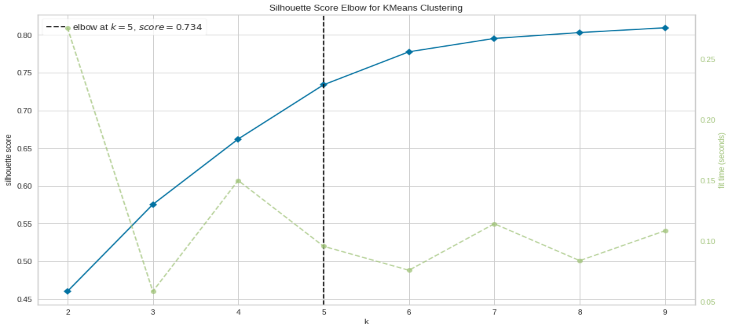 Silhouette Score Elbow for KMeans Clustering
elbow at k = 5, score = 0.734
silhouette score
0.80
0.75
0.70
0.65
0.60
0.55
0.50
0.45
2 3 4 5 6 7 8 9
k
0.25
0.20
0.15
0.10
0.05
fit time (seconds)